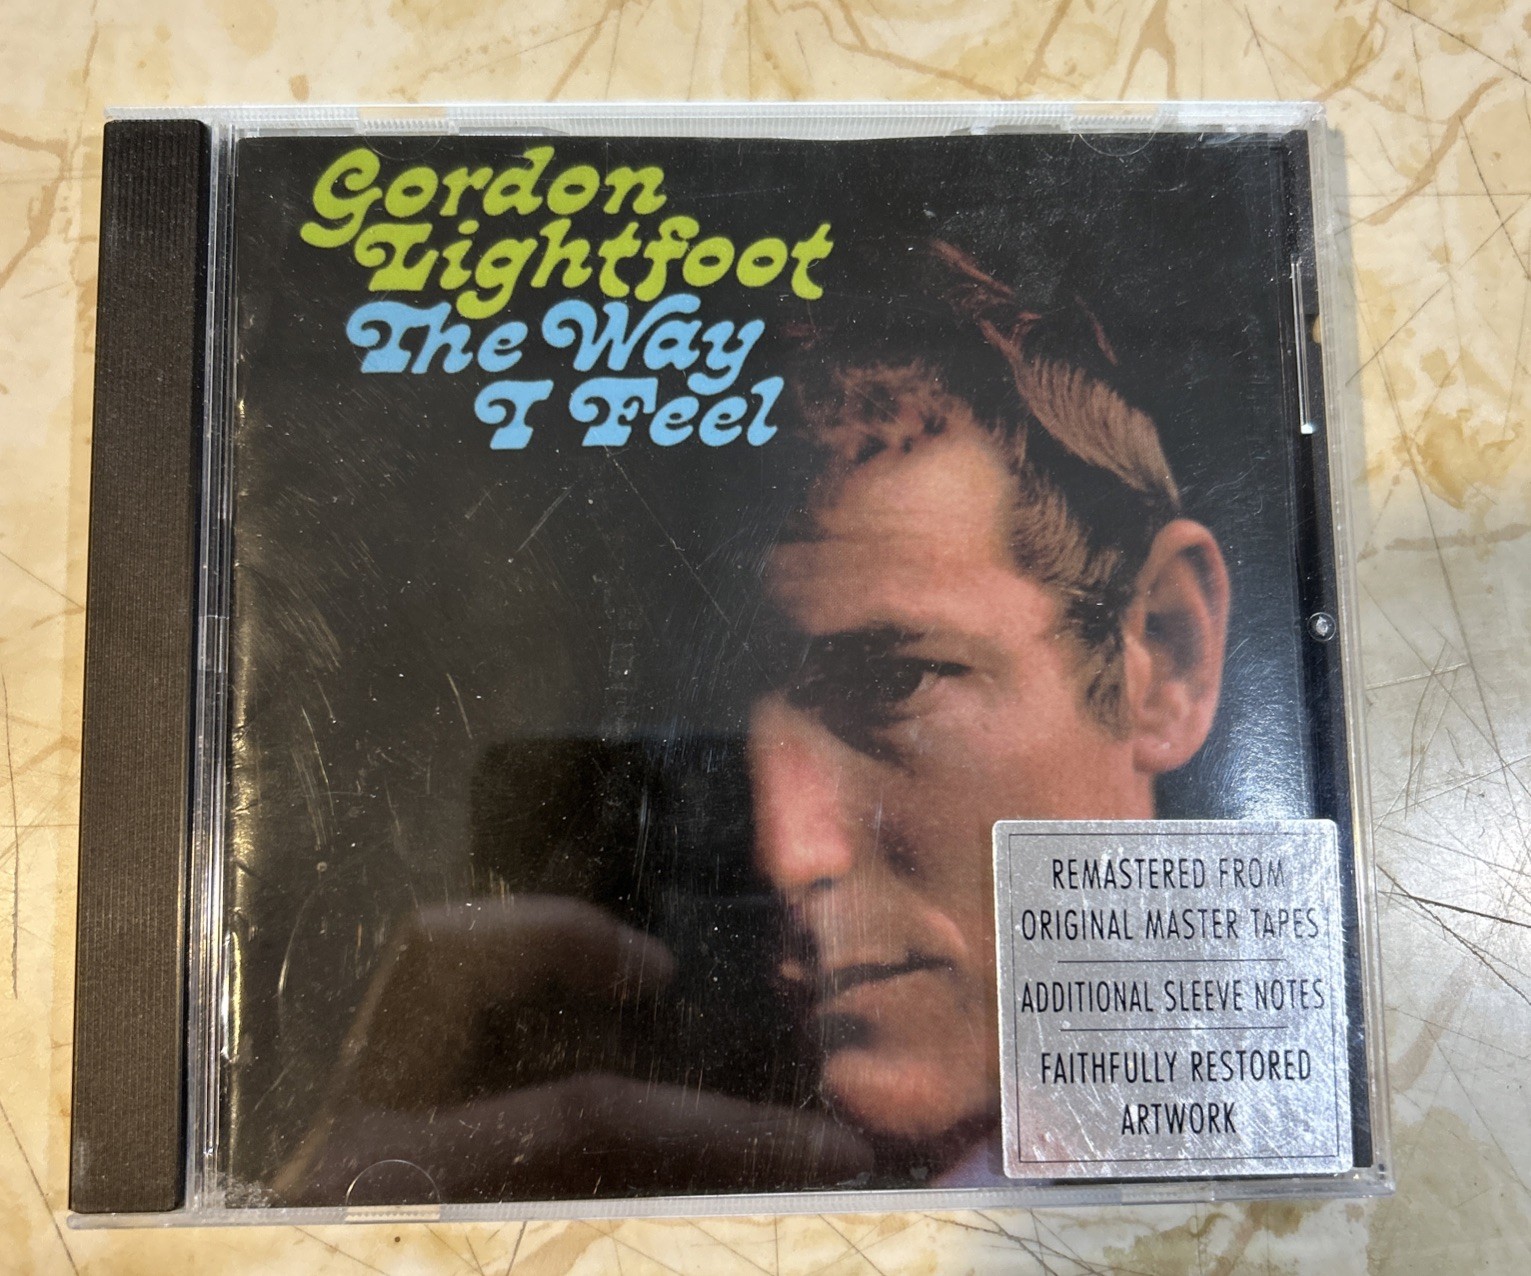 Gordon
Lightfoot
The Way
I Feel
REMASTERED FROM
ORIGINAL MASTER TAPES
ADDITIONAL SLEEVE NOTES
FAITHFULLY RESTORED
ARTWORK